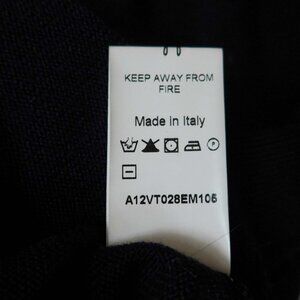 KEEP AWAY FROM
FIRE
Made in Italy
A12VT028EM106